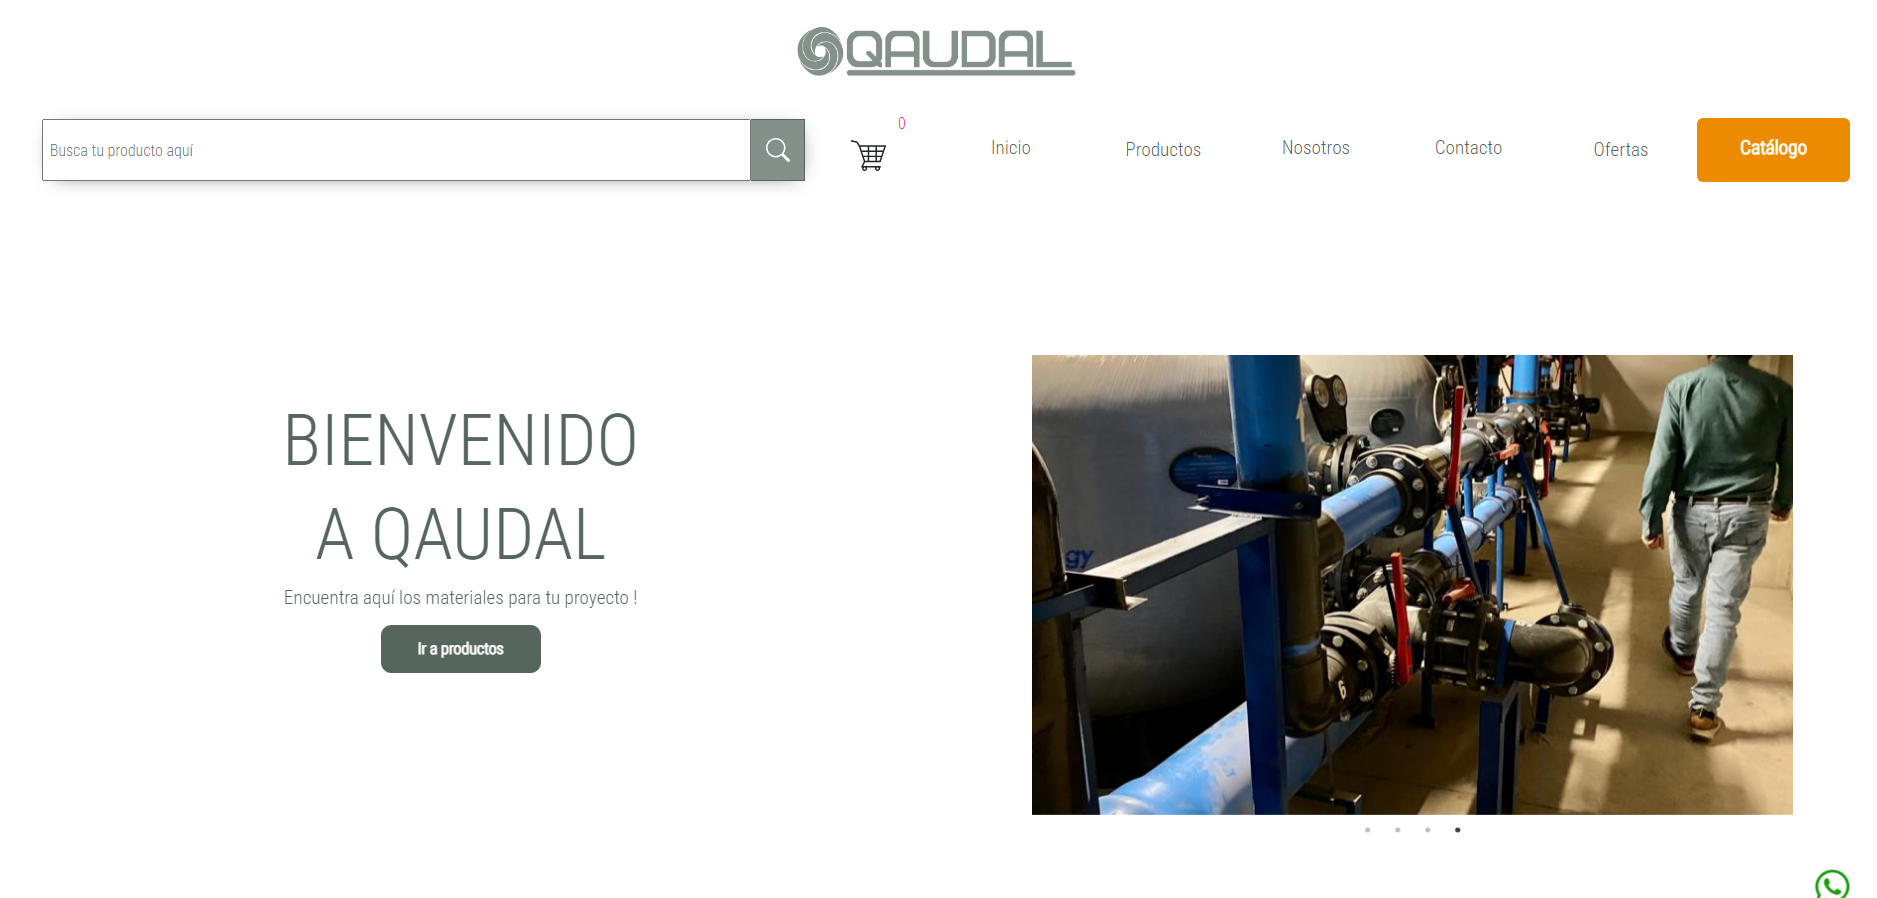 QAUDAL
Busca tu producto aquí
0
Inicio
Productos
Nosotros
Contacto
Ofertas
Catálogo
BIENVENIDO
A QAUDAL
Encuentra aquí los materiales para tu proyecto !
Ir a productos
gy
6